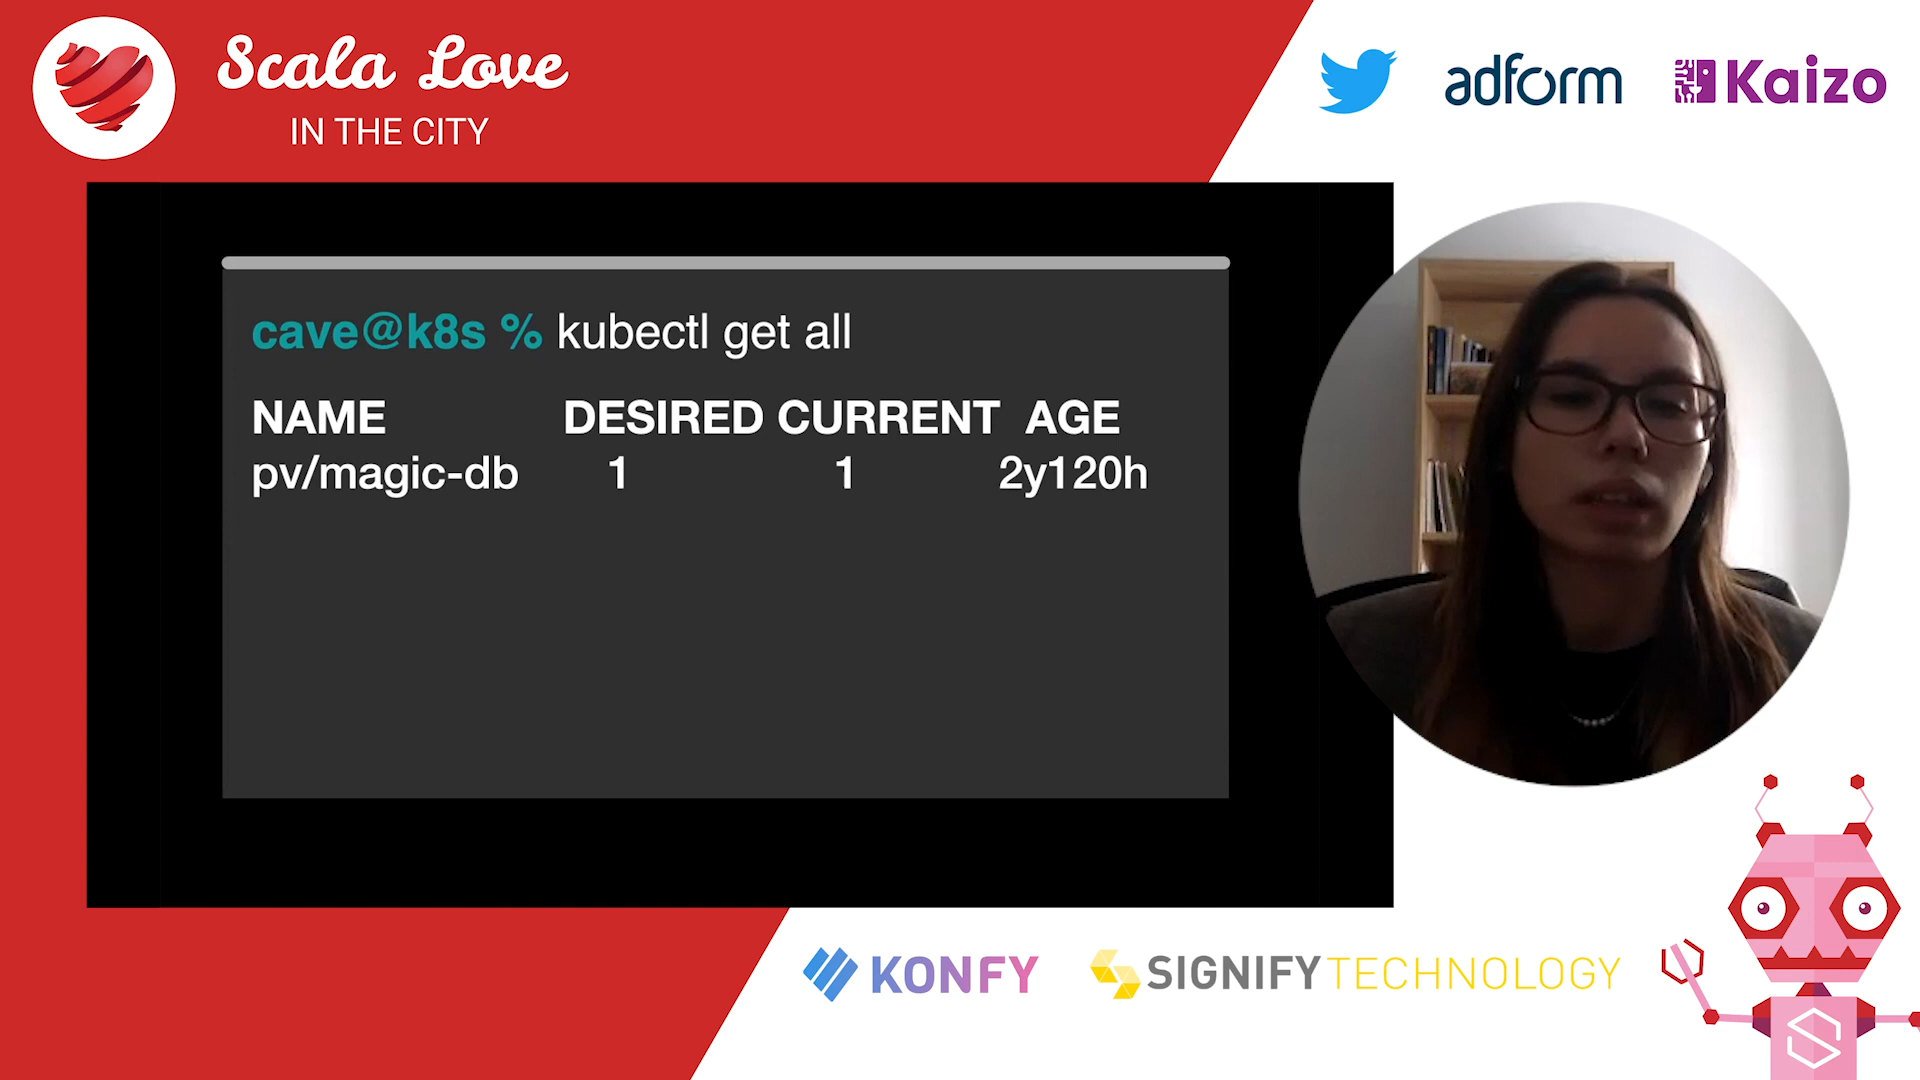 Scala Love
IN THE CITY
adform
Kaizo
cave@k8s % kubectl get all
NAME DESIRED CURRENT AGE
pv/magic-db 1 1 2y120h
KONFY
SIGNIFY TECHNOLOGY